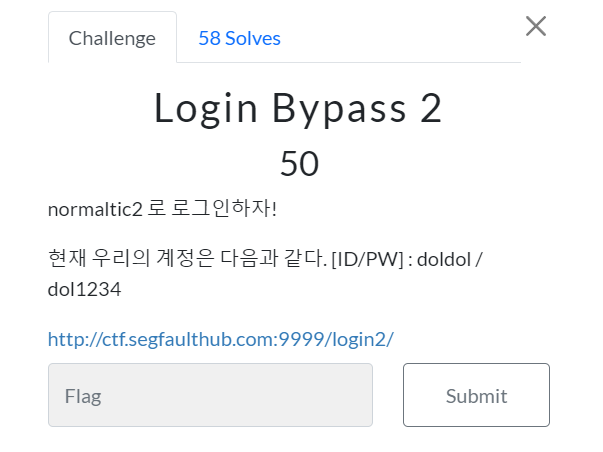 Challenge
58 Solves
Login Bypass 2
50
normaltic2 로 로그인하자!
현재 우리의 계정은 다음과 같다. [ID/PW] : doldol /
dol1234
http://ctf.segfaulthub.com:9999/login2/
Flag
Submit